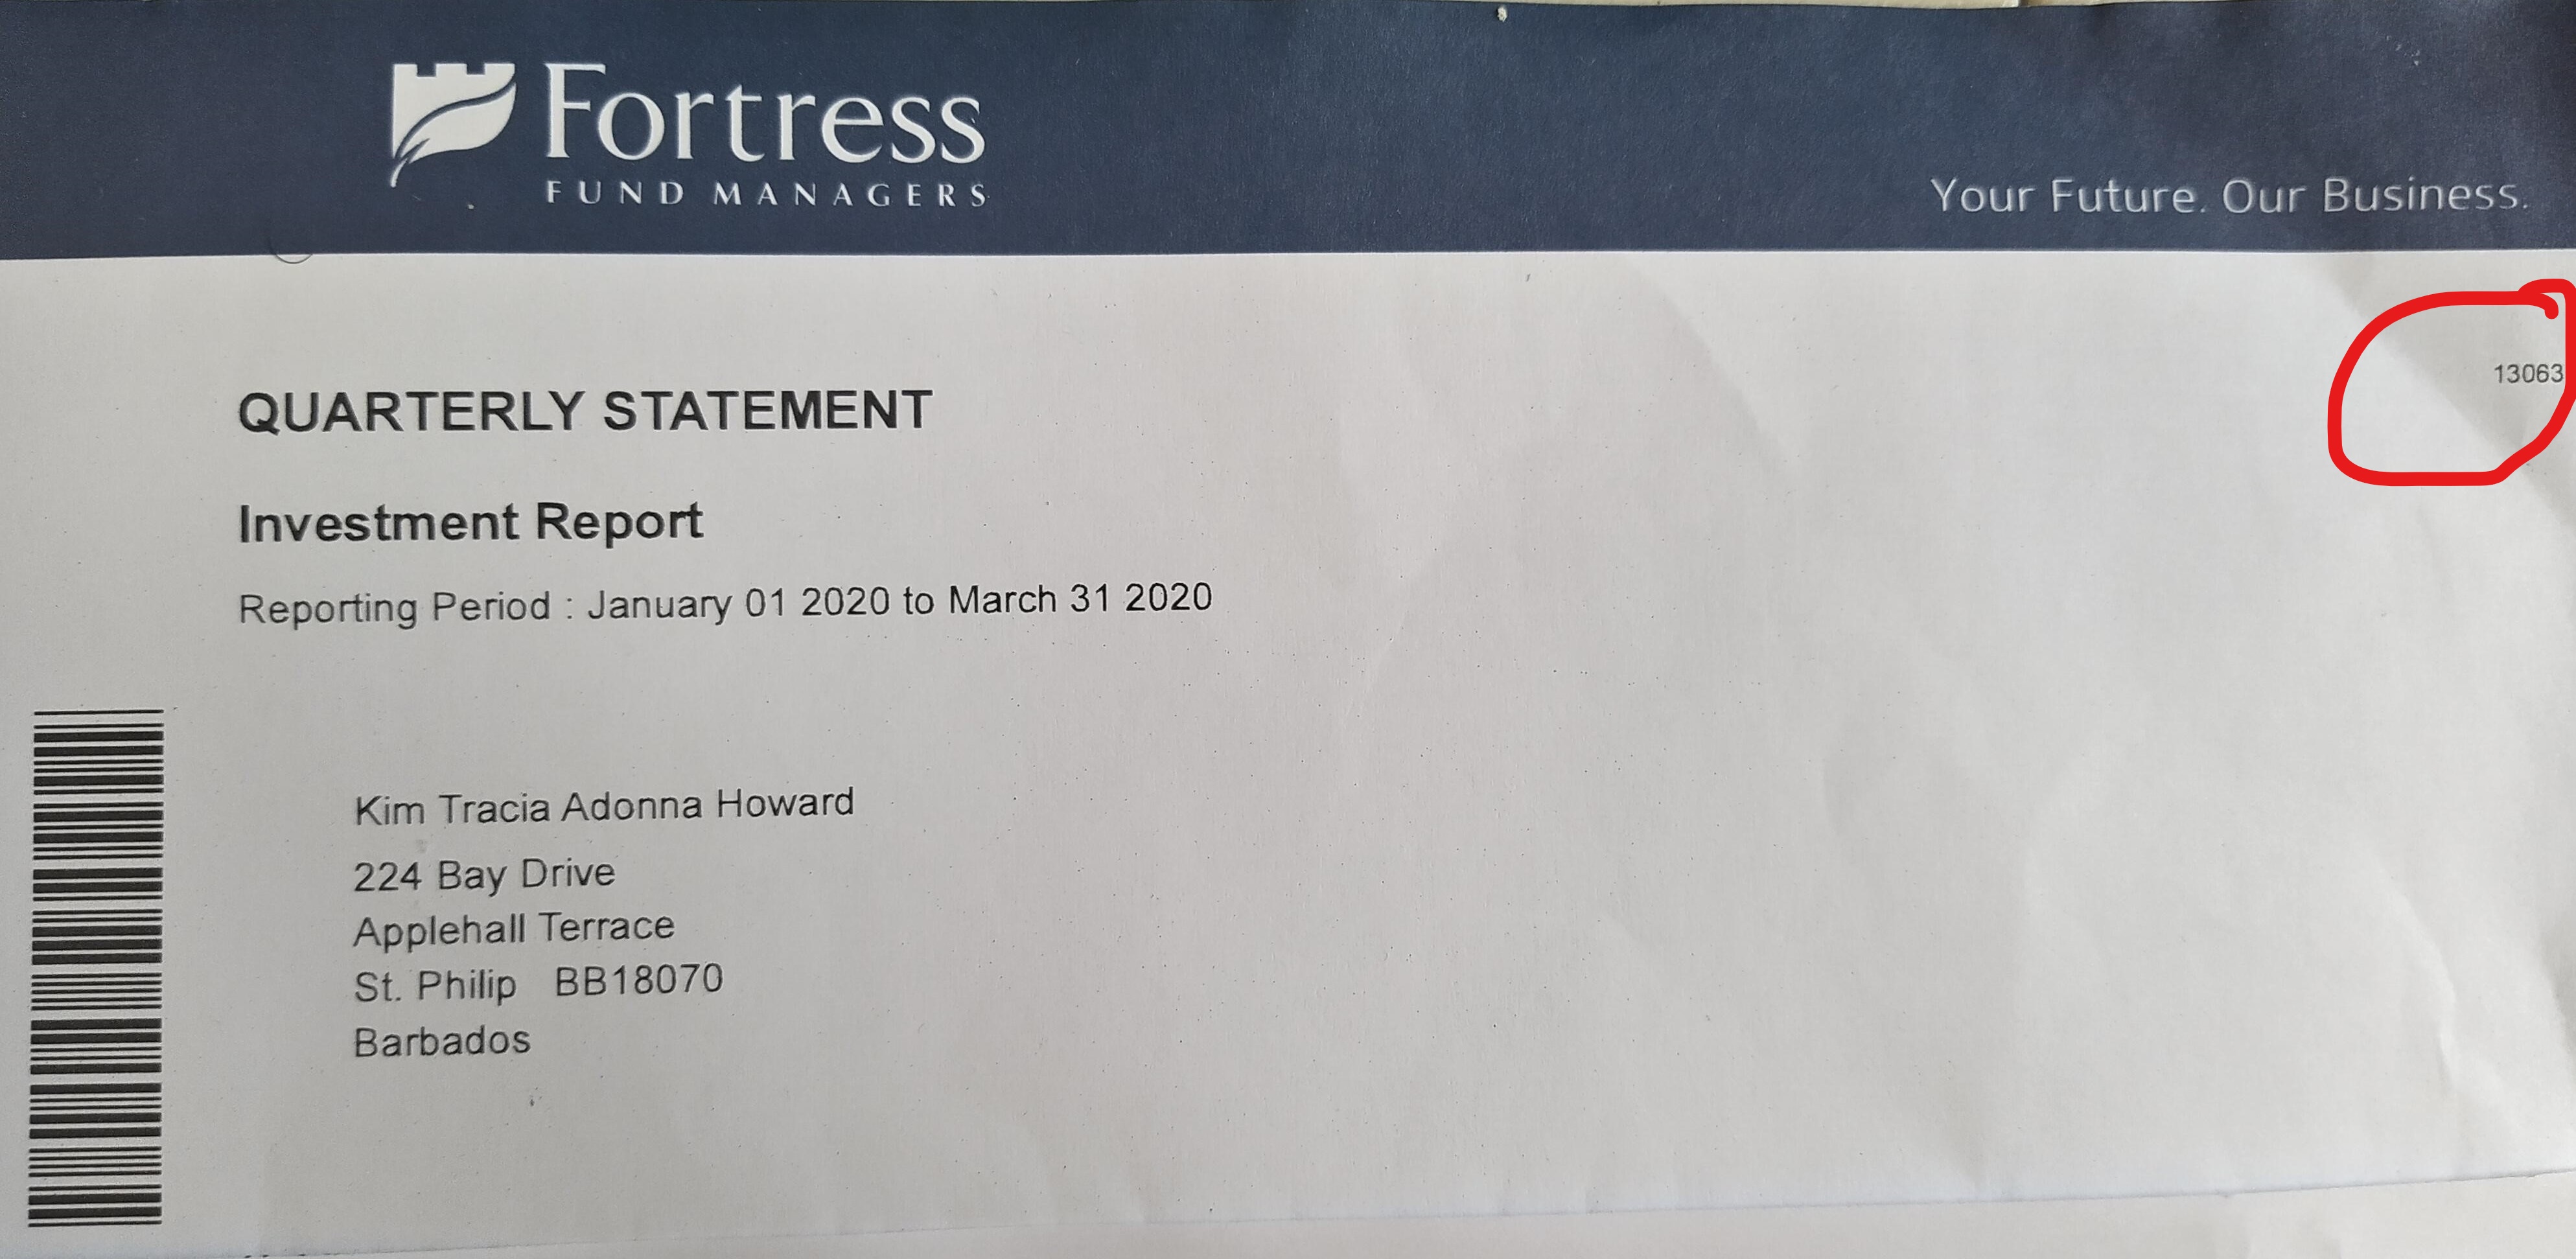 Fortress
FUND MANAGERS
Your Future. Our Business.
13063
QUARTERLY STATEMENT
Investment Report
Reporting Period : January 01 2020 to March 31 2020
Kim Tracia Adonna Howard
224 Bay Drive
Applehall Terrace
St. Philip BB18070
Barbados